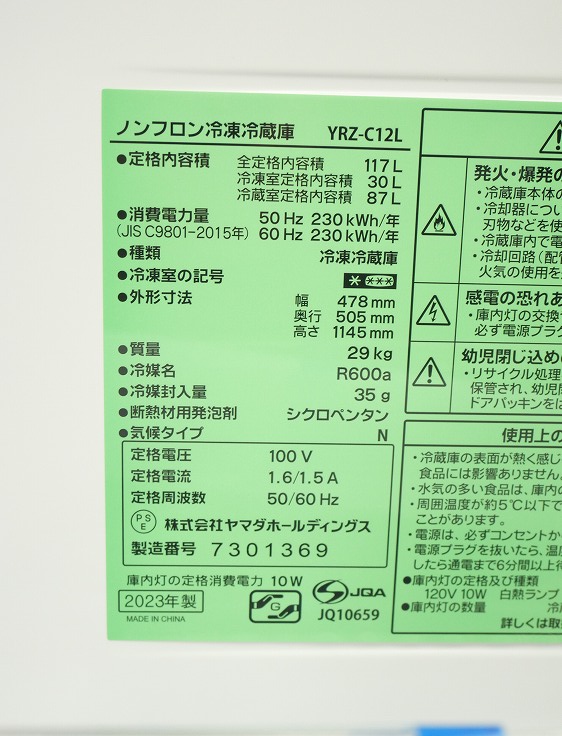 ノンフロン冷凍冷蔵庫 YRZ-C12L
●定格内容積 全定格内容積 117 L
冷凍室定格内容積 30 L
冷蔵室定格内容積 87 L
●消費電力量 50 Hz 230 kWh/年
(JIS C9801-2015年) 60 Hz 230 kWh/年
●種類 冷凍冷蔵庫
●冷凍室の記号
●外形寸法 幅 478 mm
奥行 505 mm
高さ 1145 mm
●質量 29 kg
●冷媒名 R600a
●冷媒封入量 35 g
●断熱材用発泡剤 シクロペンタン
●気候タイプ N
定格電圧 100 V
定格電流 1.6/1.5 A
定格周波数 50/60 Hz
PS
E
株式会社ヤマダホールディングス
製造番号 7301369
庫内灯の定格消費電力 10W
2023年製
MADE IN CHINA
G
JQA
JQ10659
発火・爆発の
・冷蔵庫本体の
・冷却器につい
刃物などを使
・冷蔵庫内で電
・冷却回路(配管
火気の使用を
感電の恐れあ
・庫内灯の交換
必ず電源プラグ
幼児閉じ込めの
・リサイクル処理
保管され、幼児
ドアパッキンをは
使用上の
・冷蔵庫の表面が熱く感じ
食品には影響ありません。
・水気の多い食品は、庫内の
・周囲温度が約5℃以下で
ことがあります。
・電源は、必ずコンセントか
・電源プラグを抜いたら、温度
したら通電まで6分間以上待
●庫内灯の定格及び種類
120V 10W 白熱ランプ
●庫内灯の数量 冷
詳しくは取